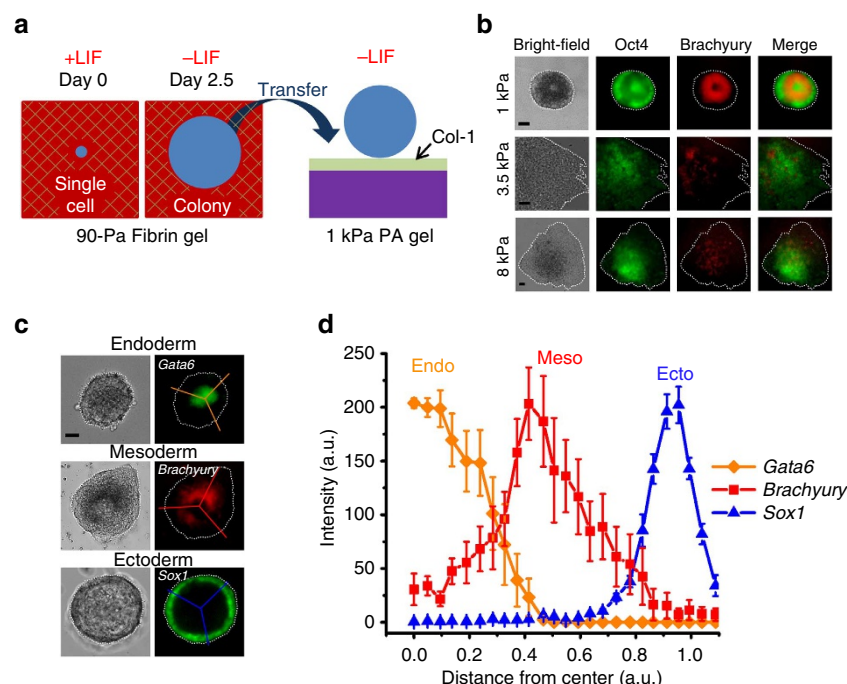 a
+LIF
Day 0
–LIF
Day 2.5
Transfer
–LIF
Col-1
Single
cell
Colony
90-Pa Fibrin gel
1 kPa PA gel
b
Bright-field
Oct4
Brachyury
Merge
1 kPa
3.5 kPa
8 kPa
c
Endoderm
Gata6
Mesoderm
Brachyury
Ectoderm
Sox1
d
Endo
Meso
Ecto
Intensity (a.u.)
250
200
150
100
50
0
0.0 0.2 0.4 0.6 0.8 1.0
Distance from center (a.u.)
Gata6
Brachyury
Sox1